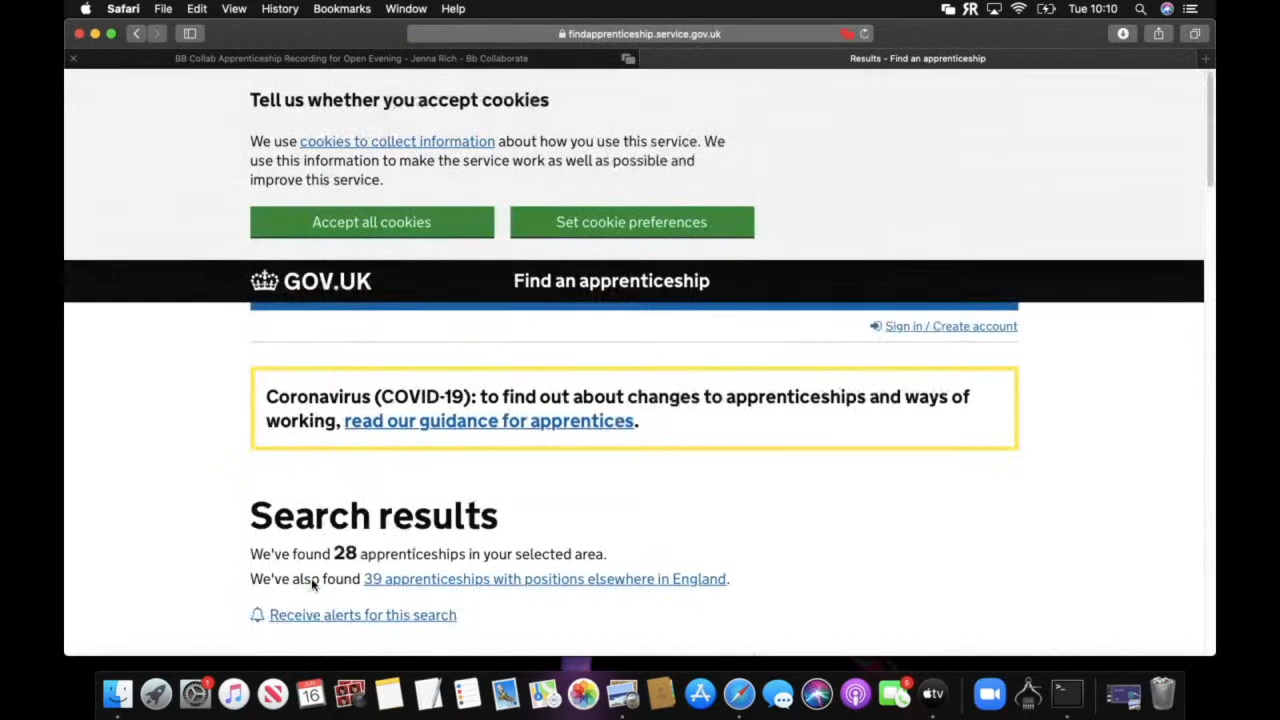 Safari File Edit View History Bookmarks Window Help
Tue 10:10
findapprenticeship.service.gov.uk
BB Collab Apprenticeship Recording for Open Evening - Jenna Rich - Bb Collaborate
Results - Find an apprenticeship
Tell us whether you accept cookies
We use cookies to collect information about how you use this service. We
use this information to make the service work as well as possible and
improve this service.
Accept all cookies
Set cookie preferences
GOV.UK
Find an apprenticeship
Sign in / Create account
Coronavirus (COVID-19): to find out about changes to apprenticeships and ways of
working, read our guidance for apprentices.
Search results
We've found 28 apprenticeships in your selected area.
We've also found 39 apprenticeships with positions elsewhere in England.
Receive alerts for this search
JUN
16
tv